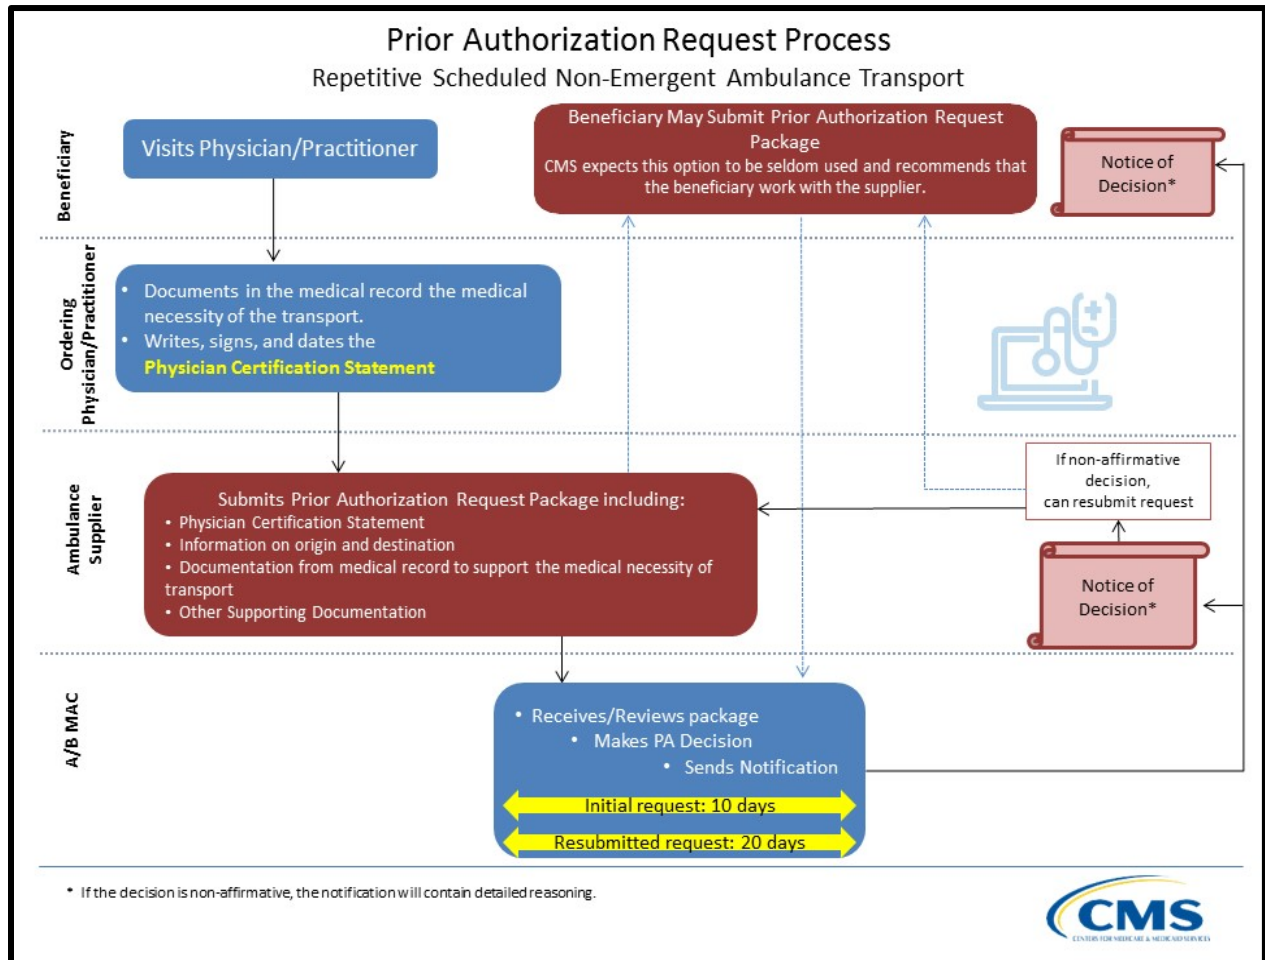 Prior Authorization Request Process
Repetitive Scheduled Non-Emergent Ambulance Transport
Beneficiary
Visits Physician/Practitioner
Beneficiary May Submit Prior Authorization Request
Package
CMS expects this option to be seldom used and recommends that
the beneficiary work with the supplier.
Notice of
Decision*
Ordering
Physician/Practitioner
• Documents in the medical record the medical
necessity of the transport.
• Writes, signs, and dates the
Physician Certification Statement
Ambulance
Supplier
Submits Prior Authorization Request Package including:
• Physician Certification Statement
• Information on origin and destination
• Documentation from medical record to support the medical necessity of
transport
• Other Supporting Documentation
If non-affirmative
decision,
can resubmit request
Notice of
Decision*
A/B MAC
• Receives/Reviews package
• Makes PA Decision
• Sends Notification
Initial request: 10 days
Resubmitted request: 20 days
* If the decision is non-affirmative, the notification will contain detailed reasoning.
CMS
CENTERS FOR MEDICARE & MEDICAID SERVICES